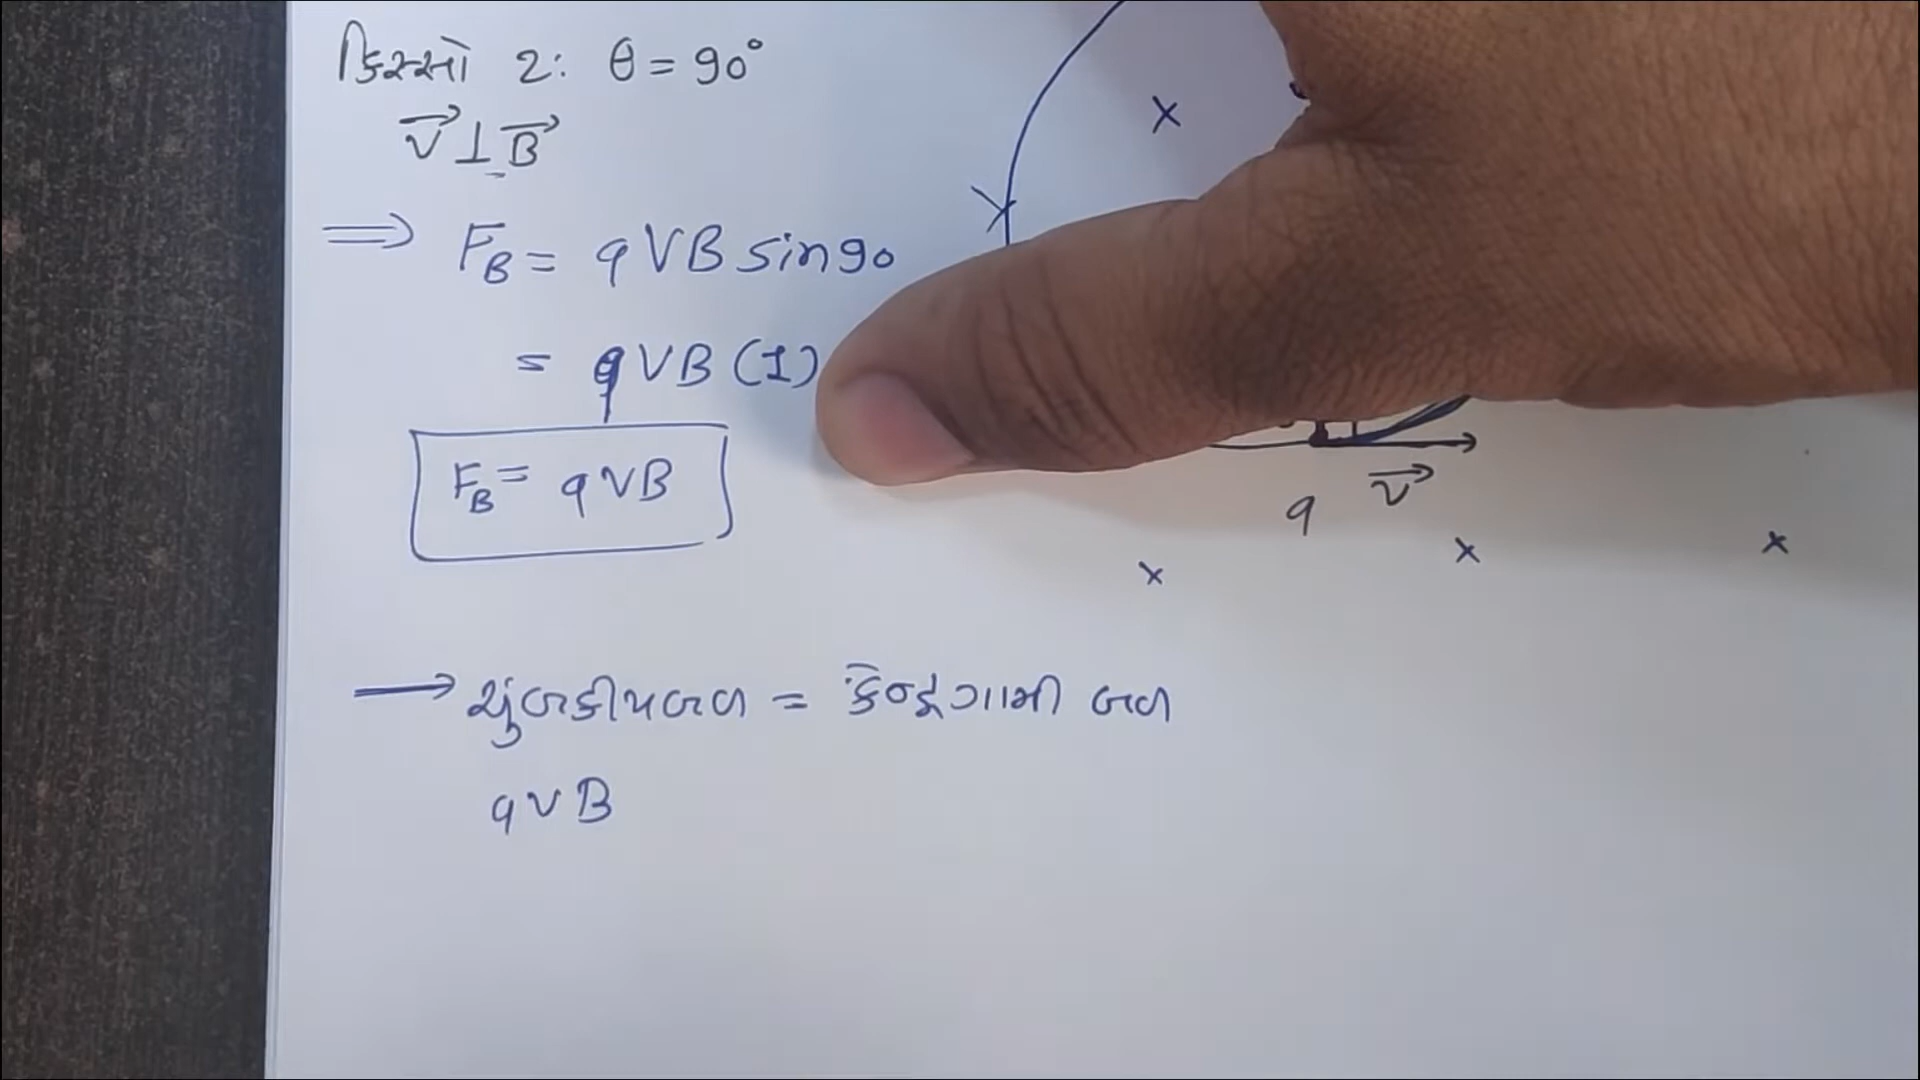 કિસ્સો 2: θ = 90°
v⃗ ⊥ B⃗
⟹ F_B = qVB sin90
= qVB (1)
F_B = qVB
q v⃗
→ ચુંબકીયબળ = કેન્દ્રગામી બળ
qVB